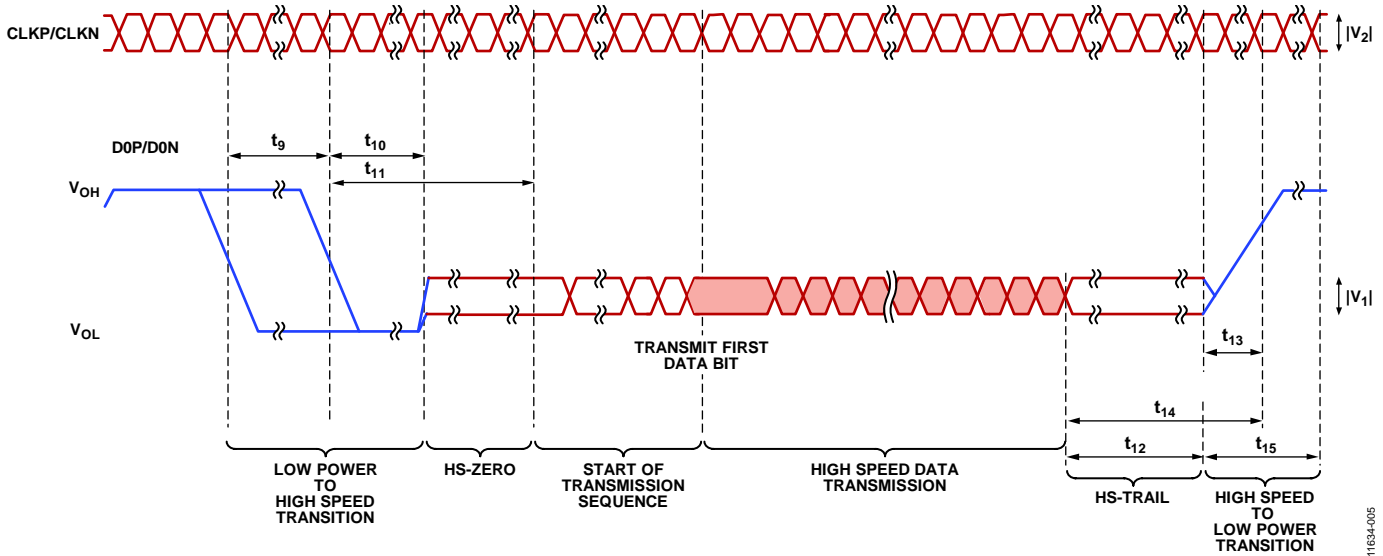 CLKP/CLKN
|V2|
D0P/D0N
t9
t10
t11
VOH
VOL
|V1|
TRANSMIT FIRST
DATA BIT
t13
t14
t12
t15
LOW POWER
TO
HIGH SPEED
TRANSITION
HS-ZERO
START OF
TRANSMISSION
SEQUENCE
HIGH SPEED DATA
TRANSMISSION
HS-TRAIL
HIGH SPEED
TO
LOW POWER
TRANSITION
11634-005